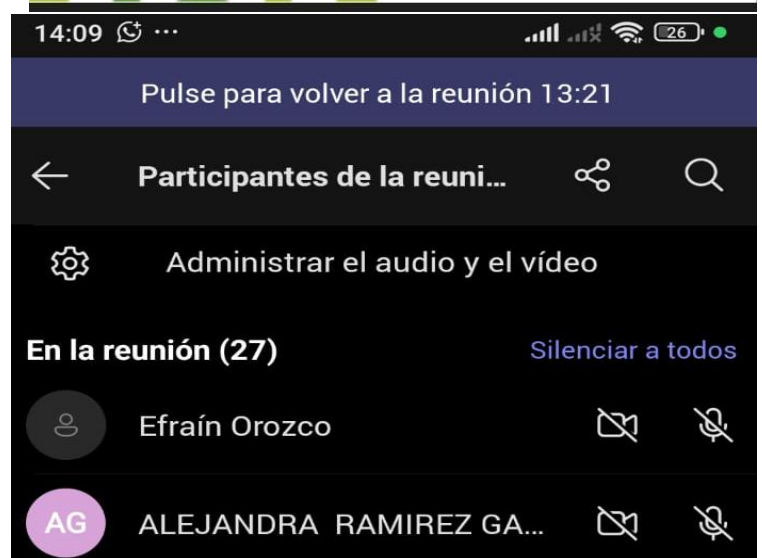 14:09 ... 26
Pulse para volver a la reunión 13:21
Participantes de la reuni...
Administrar el audio y el vídeo
En la reunión (27) Silenciar a todos
Efraín Orozco
AG ALEJANDRA RAMIREZ GA...